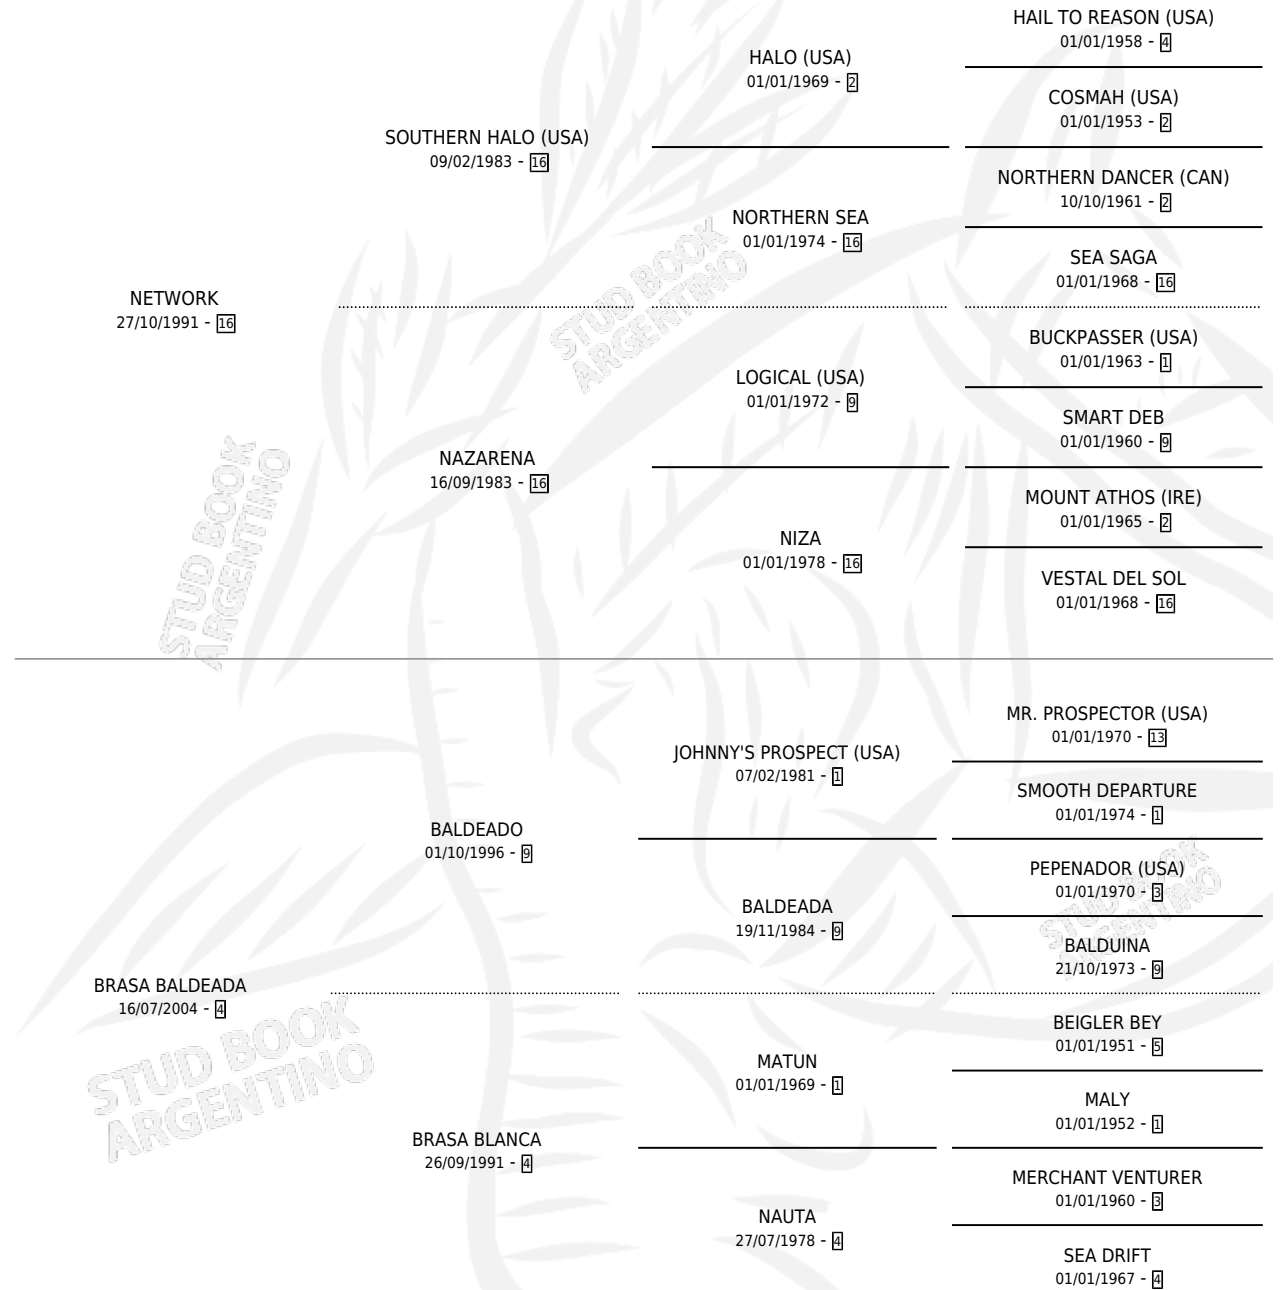 HAIL TO REASON (USA)
01/01/1958 - 4
HALO (USA)
01/01/1969 - 2
COSMAH (USA)
01/01/1953 - 2
SOUTHERN HALO (USA)
09/02/1983 - 16
NORTHERN DANCER (CAN)
10/10/1961 - 2
NORTHERN SEA
01/01/1974 - 16
SEA SAGA
01/01/1968 - 16
NETWORK
27/10/1991 - 16
STUD BOOK
ARGENTINO
BUCKPASSER (USA)
01/01/1963 - 1
LOGICAL (USA)
01/01/1972 - 9
SMART DEB
01/01/1960 - 9
NAZARENA
16/09/1983 - 16
MOUNT ATHOS (IRE)
01/01/1965 - 2
NIZA
01/01/1978 - 16
VESTAL DEL SOL
01/01/1968 - 16
STUD BOOK
ARGENTINO
MR. PROSPECTOR (USA)
01/01/1970 - 13
JOHNNY'S PROSPECT (USA)
07/02/1981 - 1
SMOOTH DEPARTURE
01/01/1974 - 1
BALDEADO
01/10/1996 - 9
PEPENADOR (USA)
01/01/1970 - 3
BALDEADA
19/11/1984 - 9
STUD BOOK
ARGENTINO
BALDUINA
21/10/1973 - 9
BRASA BALDEADA
16/07/2004 - 4
STUD BOOK
ARGENTINO
BEIGLER BEY
01/01/1951 - 5
MATUN
01/01/1969 - 1
MALY
01/01/1952 - 1
BRASA BLANCA
26/09/1991 - 4
MERCHANT VENTURER
01/01/1960 - 3
NAUTA
27/07/1978 - 4
SEA DRIFT
01/01/1967 - 4